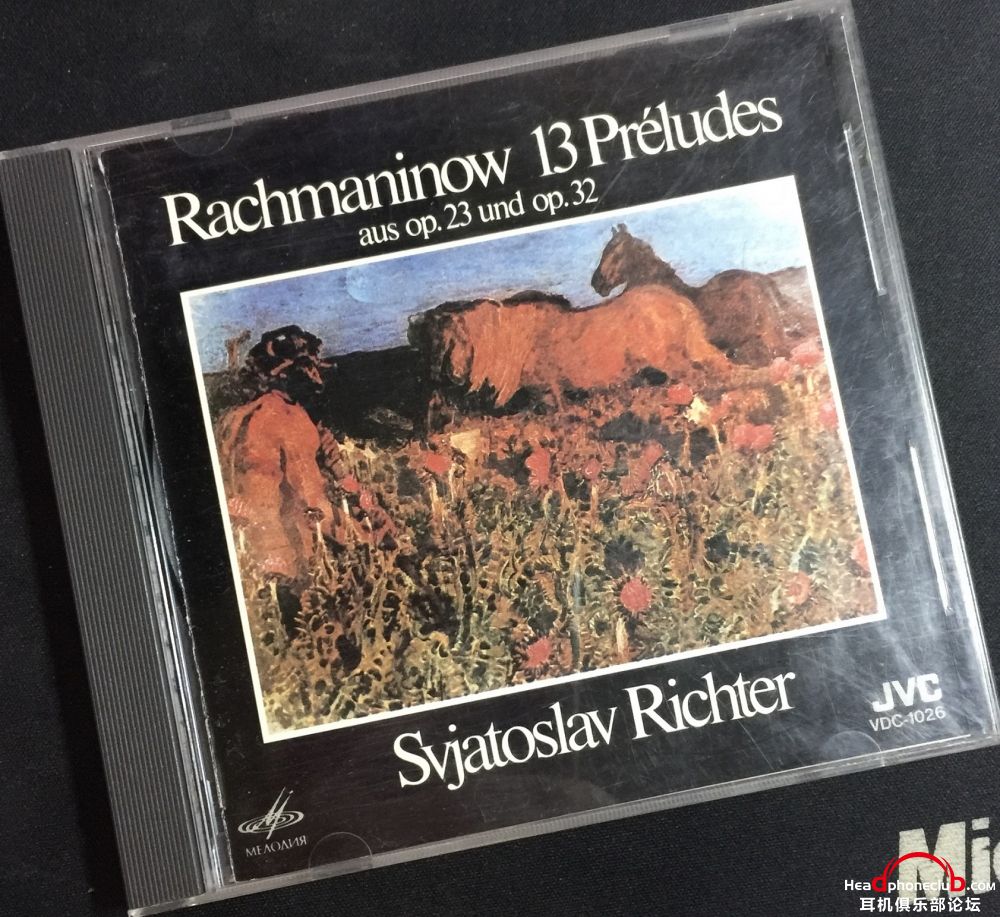 Rachmaninow 13 Préludes
aus op. 23 und op. 32
Svjatoslav Richter
JVC
VDC-1026
МЕЛОДИЯ
Mic
Headphoneclub.com
耳机俱乐部论坛